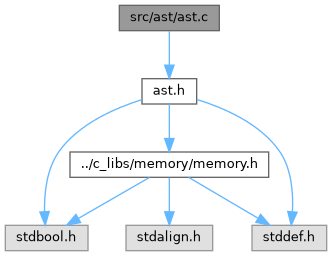 src/ast/ast.c
ast.h
../c_libs/memory/memory.h
stdbool.h
stdalign.h
stddef.h